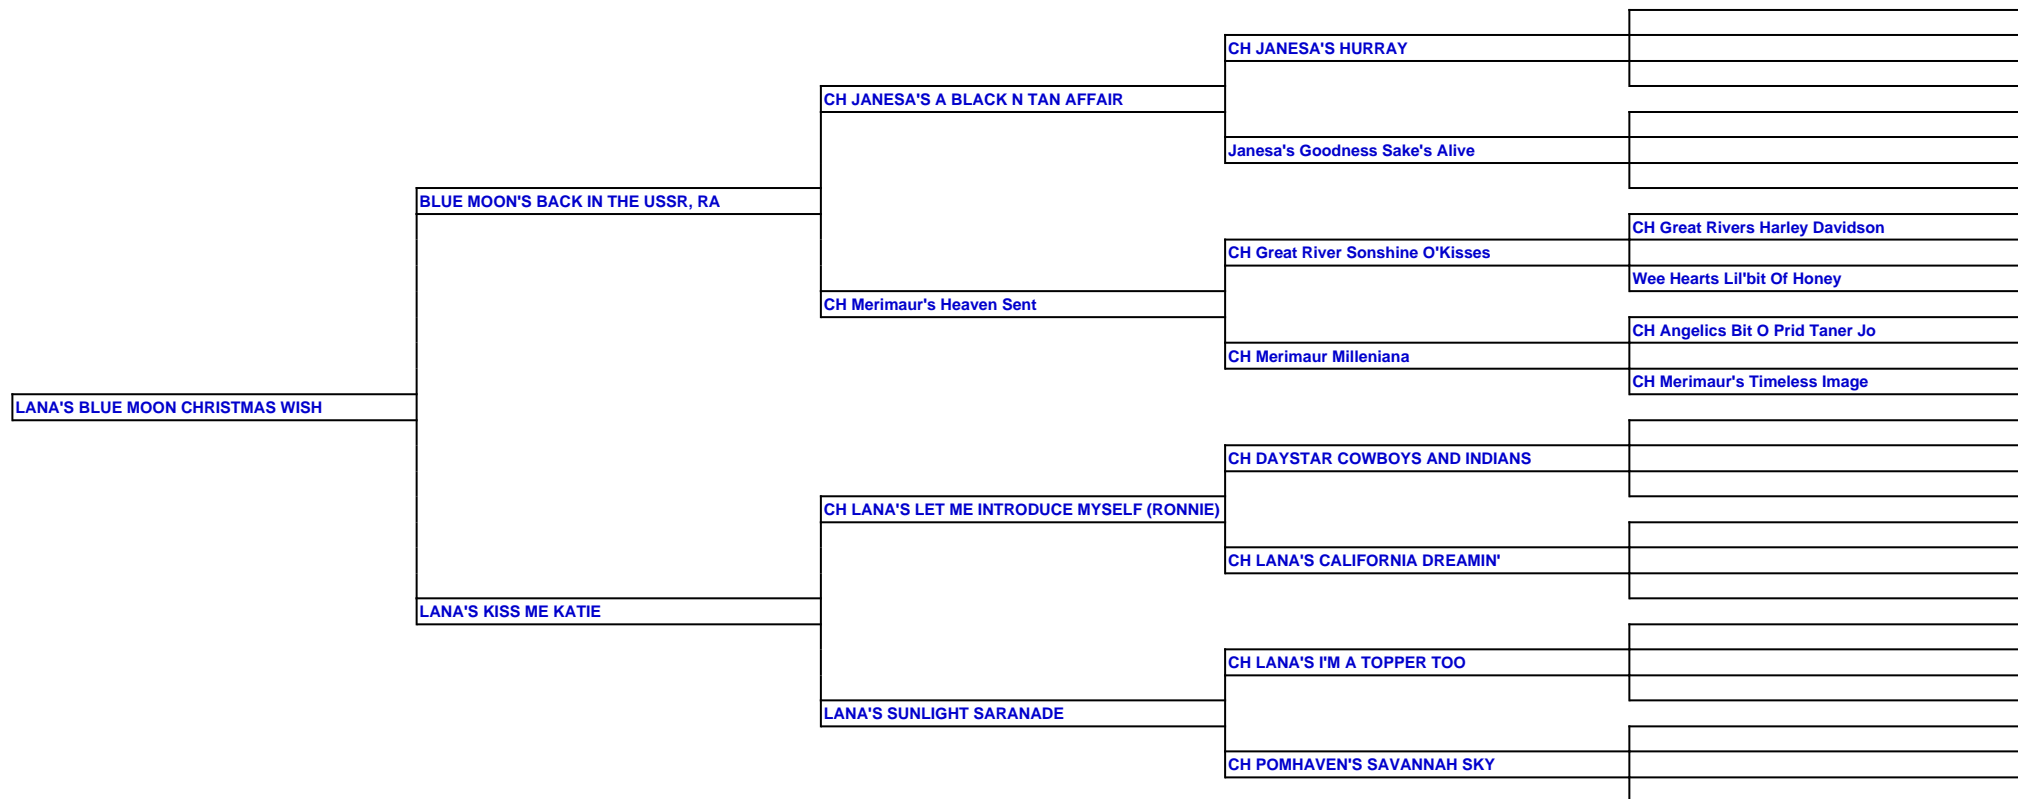 CH JANESA'S HURRAY
CH JANESA'S A BLACK N TAN AFFAIR
Janesa's Goodness Sake's Alive
BLUE MOON'S BACK IN THE USSR, RA
CH Great Rivers Harley Davidson
CH Great River Sonshine O'Kisses
Wee Hearts Lil'bit Of Honey
CH Merimaur's Heaven Sent
CH Angelics Bit O Prid Taner Jo
CH Merimaur Milleniana
CH Merimaur's Timeless Image
LANA'S BLUE MOON CHRISTMAS WISH
CH DAYSTAR COWBOYS AND INDIANS
CH LANA'S LET ME INTRODUCE MYSELF (RONNIE)
CH LANA'S CALIFORNIA DREAMIN'
LANA'S KISS ME KATIE
CH LANA'S I'M A TOPPER TOO
LANA'S SUNLIGHT SARANADE
CH POMHAVEN'S SAVANNAH SKY